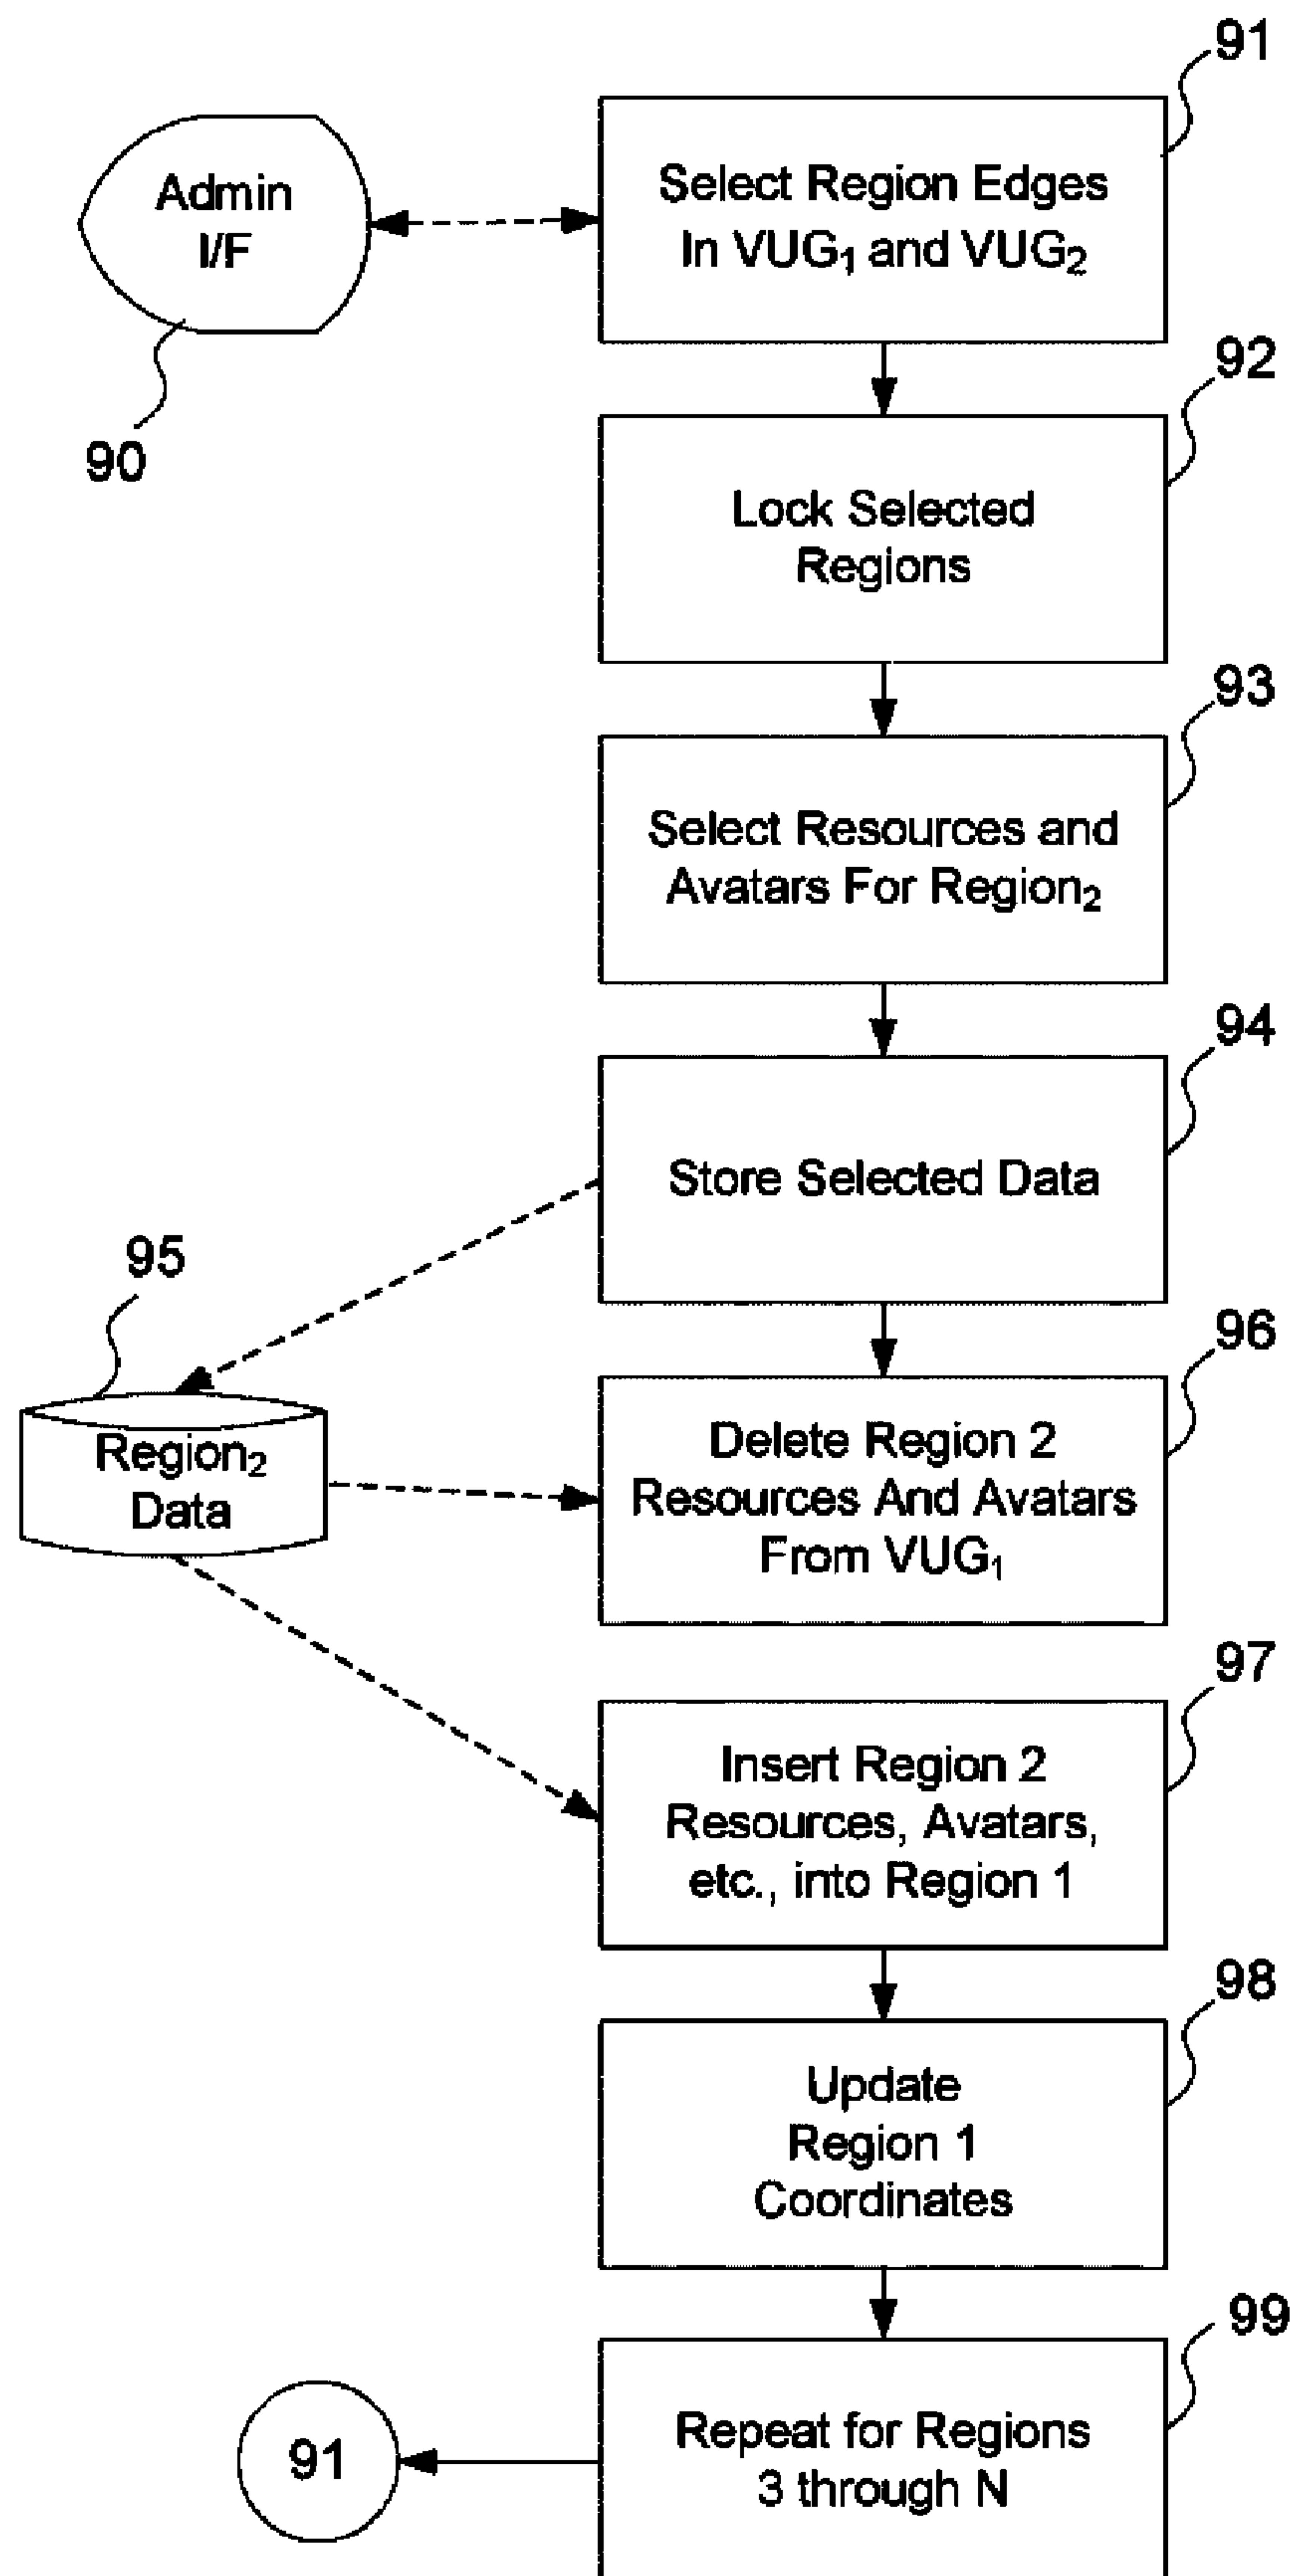 91
Admin
I/F
90
Select Region Edges
In VUG₁ and VUG₂
92
Lock Selected
Regions
93
Select Resources and
Avatars For Region₂
94
Store Selected Data
95
Region₂
Data
96
Delete Region 2
Resources And Avatars
From VUG₁
97
Insert Region 2
Resources, Avatars,
etc., into Region 1
98
Update
Region 1
Coordinates
99
Repeat for Regions
3 through N
91